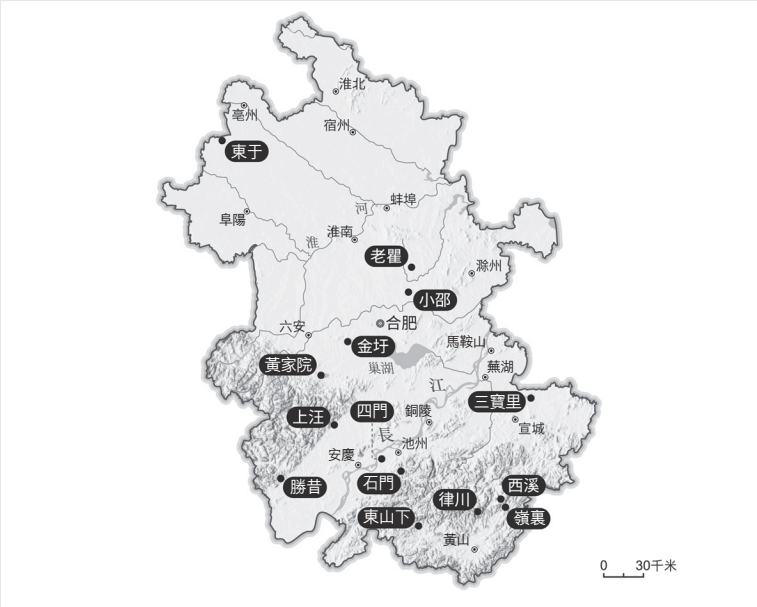 淮北
亳州
宿州
東于
蚌埠
河
阜陽
淮南
淮
老瞿
滁州
小邵
六安
合肥
馬鞍山
金圩
巢湖
黃家院
蕪湖
江
三寶里
四門
銅陵
上汪
宣城
長
池州
安慶
石門
勝昔
西溪
律川
嶺裏
東山下
黃山
0 30千米